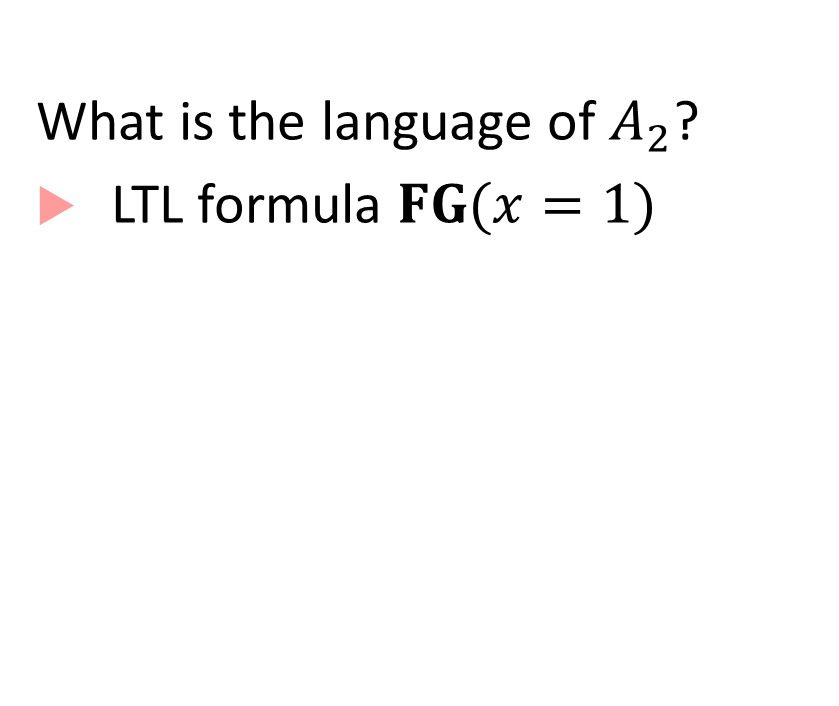 What is the language of 𝐴₂?
LTL formula 𝐅𝐆(𝑥 = 1)